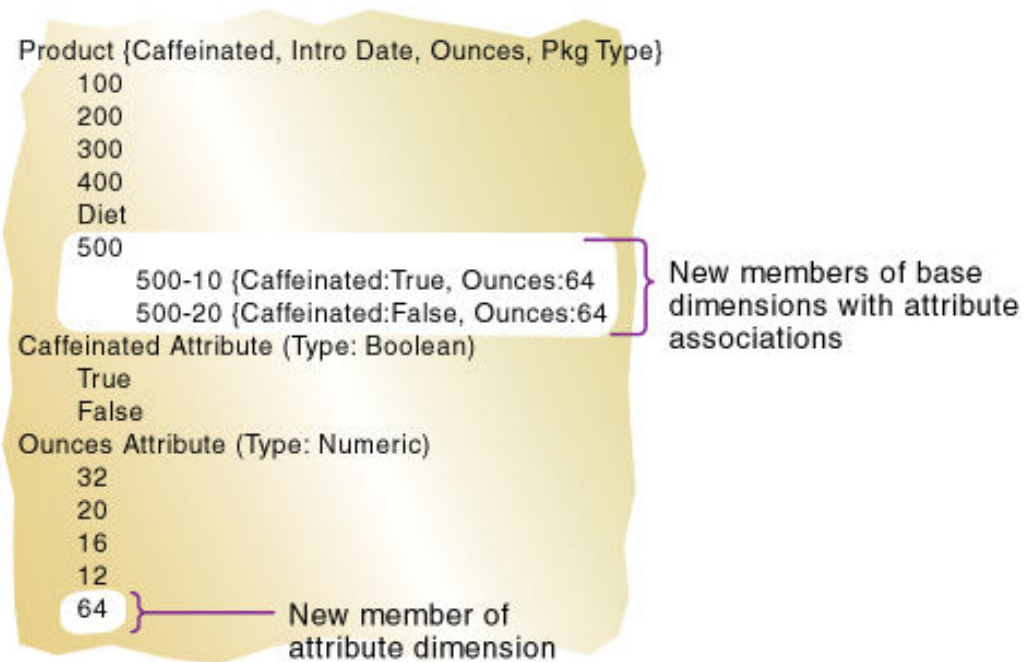 Product {Caffeinated, Intro Date, Ounces, Pkg Type}
100
200
300
400
Diet
500
500-10 {Caffeinated:True, Ounces:64
500-20 {Caffeinated:False, Ounces:64
New members of base
dimensions with attribute
associations
Caffeinated Attribute (Type: Boolean)
True
False
Ounces Attribute (Type: Numeric)
32
20
16
12
64
New member of
attribute dimension